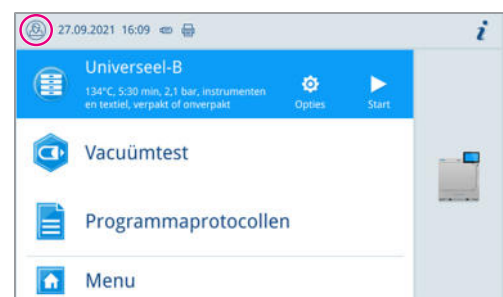 27.09.2021 16:09
i
Universeel-B
134°C, 5:30 min, 2,1 bar, instrumenten
en textiel, verpakt of onverpakt
Opties
Start
Vacuümtest
Programmaprotocollen
Menu